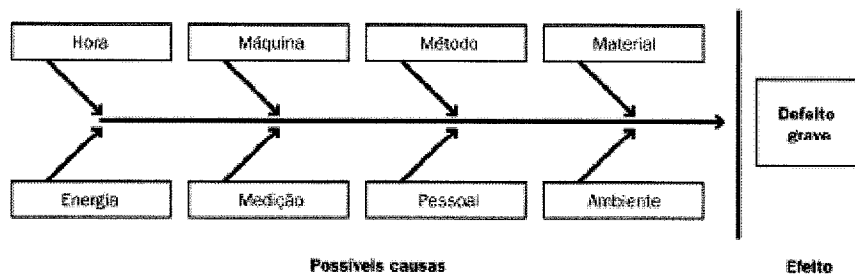 Hora
Máquina
Método
Material
Defeito
grave
Energia
Medição
Pessoal
Ambiente
Possíveis causas
Efeito